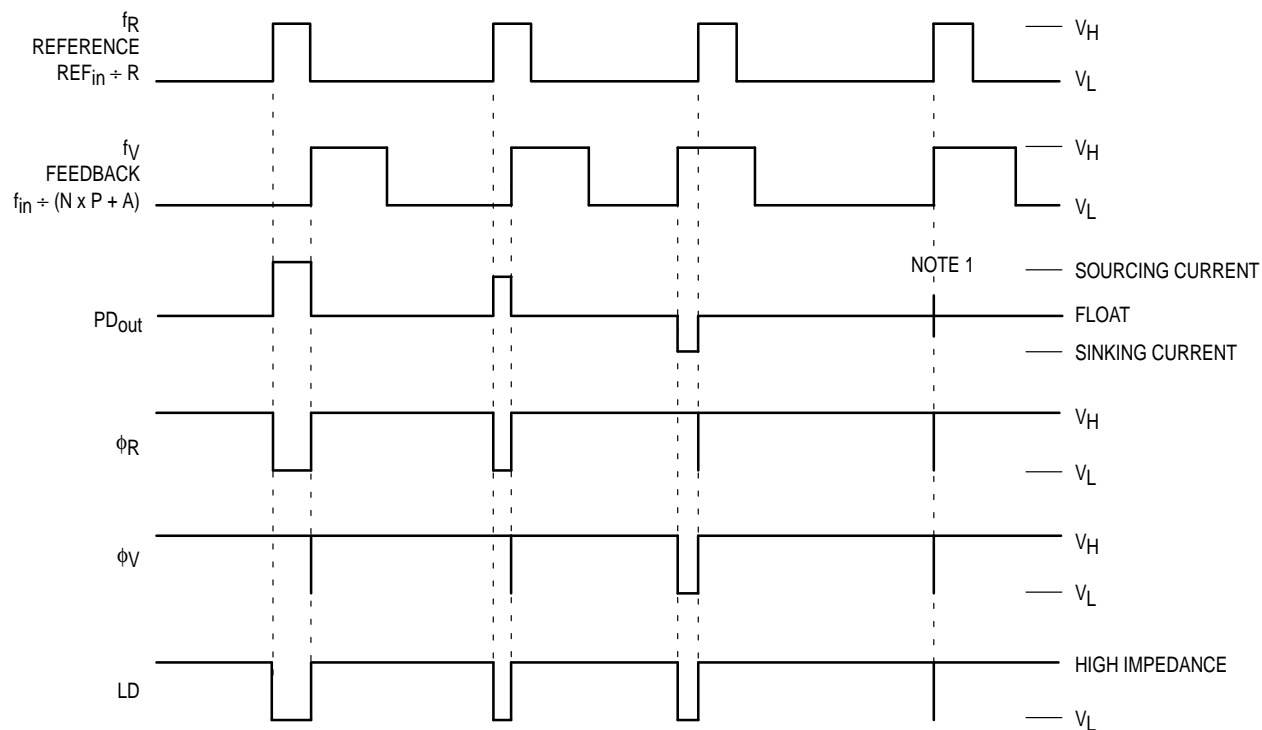 fR
REFERENCE
REFin ÷ R
VH
VL
fV
FEEDBACK
fin ÷ (N x P + A)
VH
VL
PDout
NOTE 1
SOURCING CURRENT
FLOAT
SINKING CURRENT
ϕR
VH
VL
ϕV
VH
VL
LD
HIGH IMPEDANCE
VL